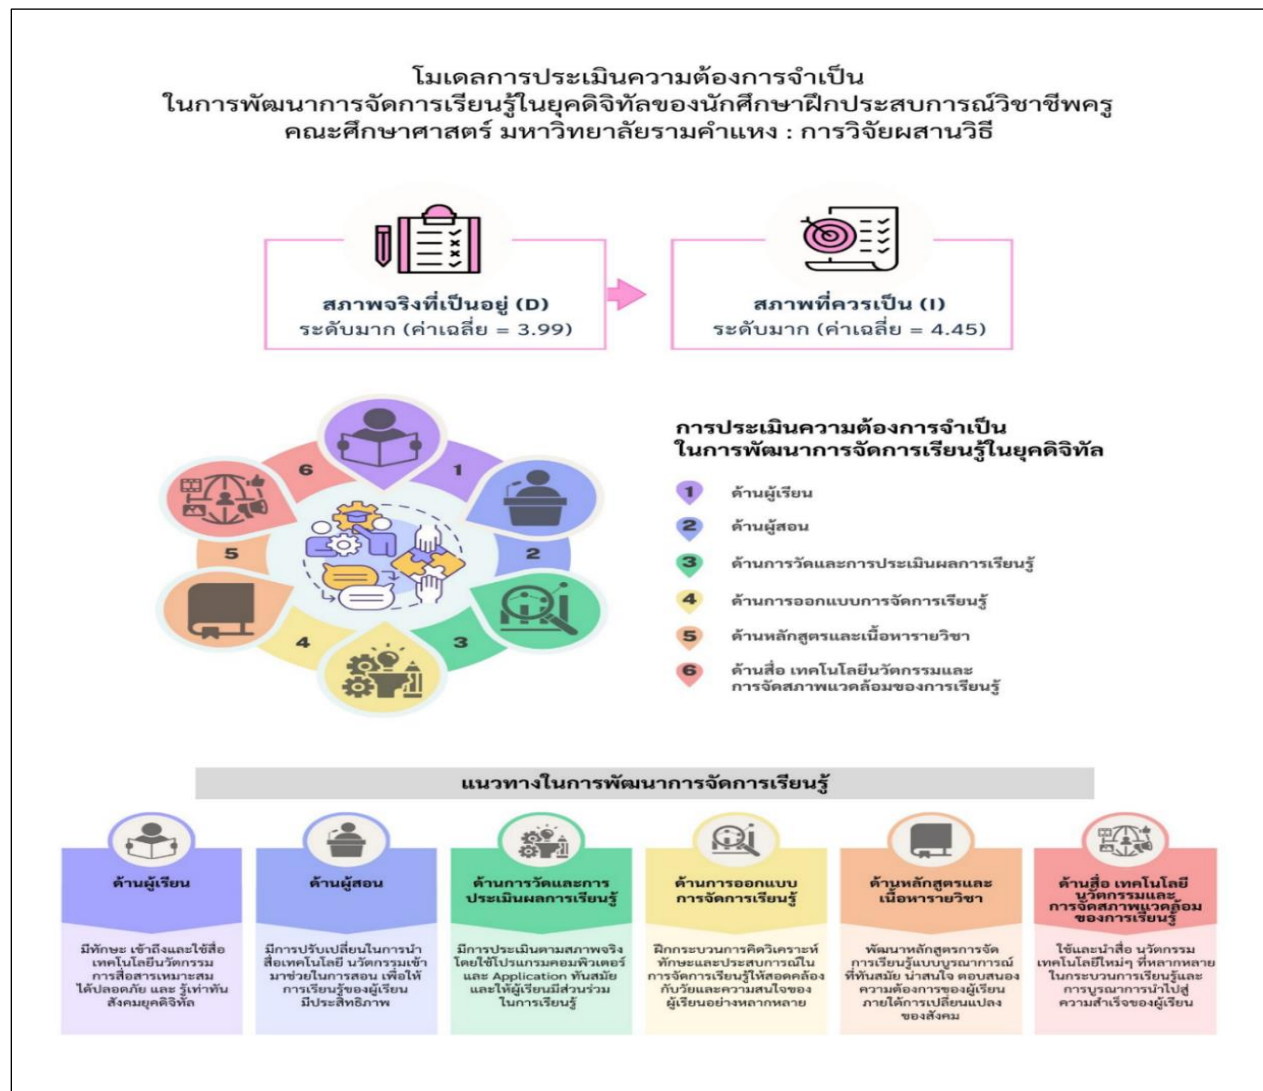 โมเดลการประเมินความต้องการจำเป็น
ในการพัฒนาการจัดการเรียนรู้ในยุคดิจิทัลของนักศึกษาฝึกประสบการณ์วิชาชีพครู
คณะศึกษาศาสตร์ มหาวิทยาลัยรามคำแหง : การวิจัยผสานวิธี
สภาพจริงที่เป็นอยู่ (D)
ระดับมาก (ค่าเฉลี่ย = 3.99)
สภาพที่ควรเป็น (I)
ระดับมาก (ค่าเฉลี่ย = 4.45)
1
2
3
4
5
6
การประเมินความต้องการจำเป็น
ในการพัฒนาการจัดการเรียนรู้ในยุคดิจิทัล
1 ด้านผู้เรียน
2 ด้านผู้สอน
3 ด้านการวัดและการประเมินผลการเรียนรู้
4 ด้านการออกแบบการจัดการเรียนรู้
5 ด้านหลักสูตรและเนื้อหารายวิชา
6 ด้านสื่อ เทคโนโลยีนวัตกรรมและ
การจัดสภาพแวดล้อมของการเรียนรู้
แนวทางในการพัฒนาการจัดการเรียนรู้
ด้านผู้เรียน
มีทักษะ เข้าถึงและใช้สื่อ
เทคโนโลยีนวัตกรรม
การสื่อสารเหมาะสม
ได้ปลอดภัย และ รู้เท่าทัน
สังคมยุคดิจิทัล
ด้านผู้สอน
มีการปรับเปลี่ยนในการนำ
สื่อเทคโนโลยี นวัตกรรมเข้า
มาช่วยในการสอน เพื่อให้
การเรียนรู้ของผู้เรียน
มีประสิทธิภาพ
ด้านการวัดและการ
ประเมินผลการเรียนรู้
มีการประเมินตามสภาพจริง
โดยใช้โปรแกรมคอมพิวเตอร์
และ Application ทันสมัย
และให้ผู้เรียนมีส่วนร่วม
ในการเรียนรู้
ด้านการออกแบบ
การจัดการเรียนรู้
ฝึกกระบวนการคิดวิเคราะห์
ทักษะและประสบการณ์ใน
การจัดการเรียนรู้ให้สอดคล้อง
กับวัยและความสนใจของ
ผู้เรียนอย่างหลากหลาย
ด้านหลักสูตรและ
เนื้อหารายวิชา
พัฒนาหลักสูตรการจัด
การเรียนรู้แบบบูรณาการณ์
ที่ทันสมัย น่าสนใจ ตอบสนอง
ความต้องการของผู้เรียน
ภายใต้การเปลี่ยนแปลง
ของสังคม
ด้านสื่อ เทคโนโลยี
นวัตกรรมและ
การจัดสภาพแวดล้อม
ของการเรียนรู้
ใช้และนำสื่อ นวัตกรรม
เทคโนโลยีใหม่ๆ ที่หลากหลาย
ในกระบวนการเรียนรู้และ
การบูรณาการนำไปสู่
ความสำเร็จของผู้เรียน